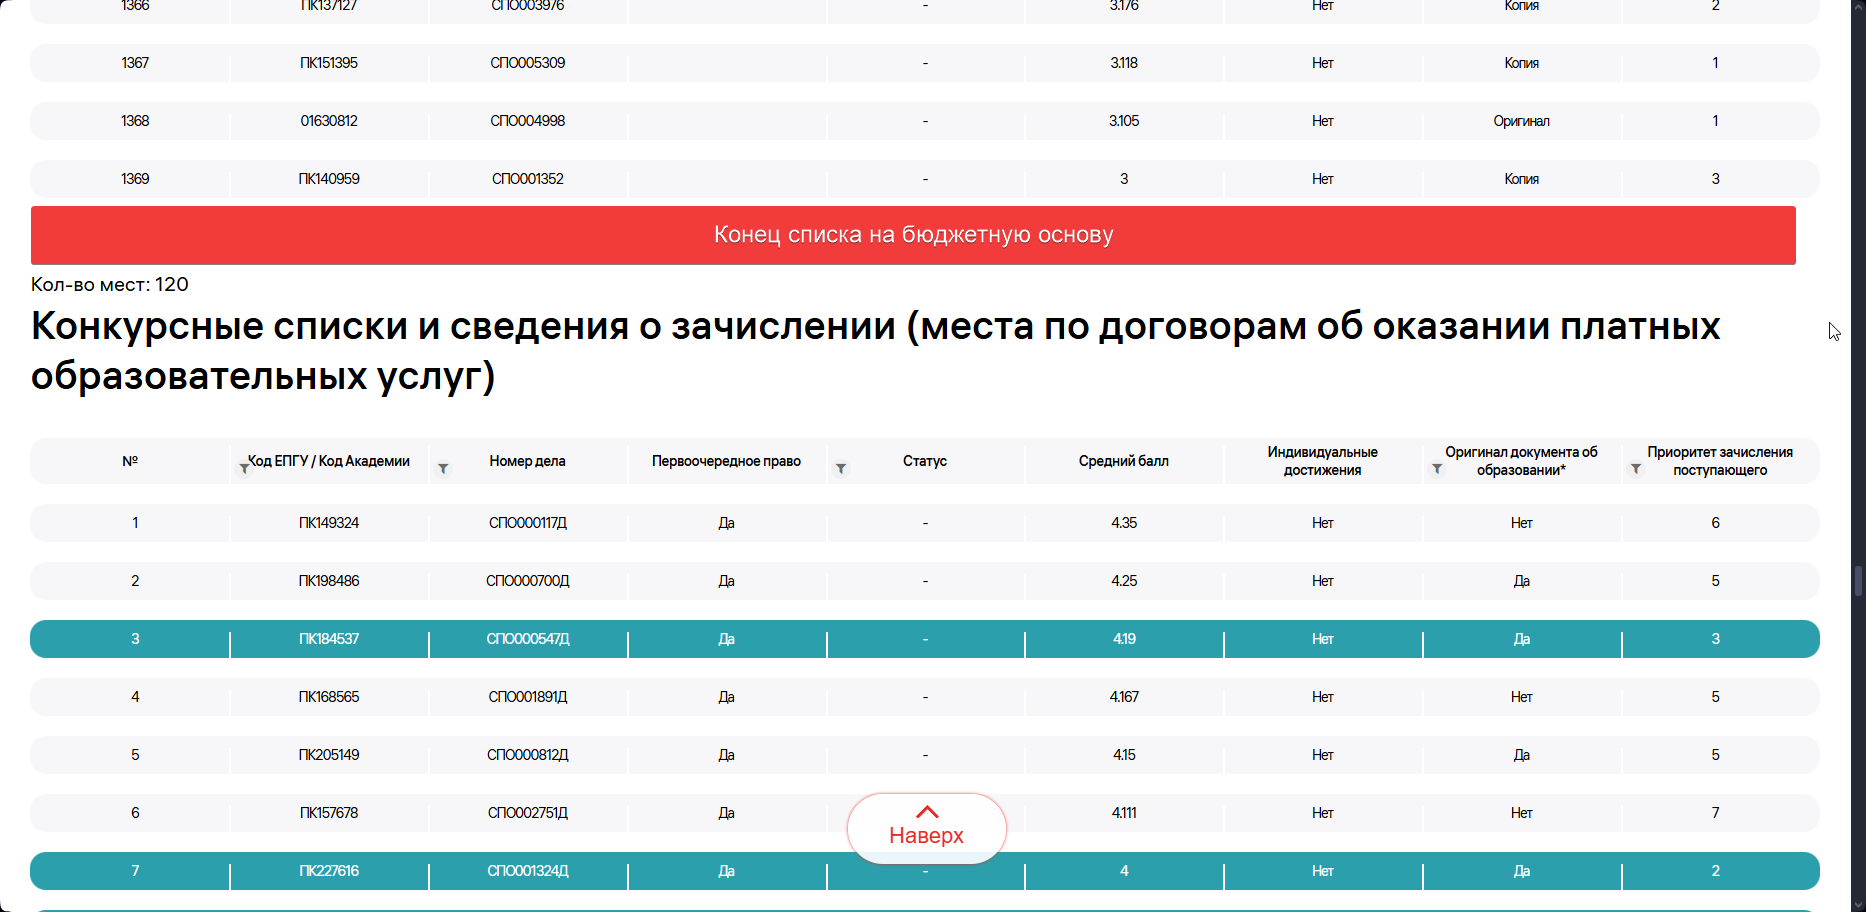 1366 ПК137127 СПО003976 - 3.176 Нет Копия 2
1367 ПК151395 СПО005309 - 3.118 Нет Копия 1
1368 01630812 СПО004998 - 3.105 Нет Оригинал 1
1369 ПК140959 СПО001352 - 3 Нет Копия 3
Конец списка на бюджетную основу
Кол-во мест: 120
Конкурсные списки и сведения о зачислении (места по договорам об оказании платных
образовательных услуг)
№ Код ЕПГУ / Код Академии Номер дела Первоочередное право Статус Средний балл Индивидуальные достижения Оригинал документа об образовании* Приоритет зачисления поступающего
1 ПК149324 СПО000117Д Да - 4.35 Нет Нет 6
2 ПК198486 СПО000700Д Да - 4.25 Нет Да 5
3 ПК184537 СПО000547Д Да - 4.19 Нет Да 3
4 ПК168565 СПО001891Д Да - 4.167 Нет Нет 5
5 ПК205149 СПО000812Д Да - 4.15 Нет Да 5
6 ПК157678 СПО002751Д Да 4.111 Нет Нет 7
Наверх
7 ПК227616 СПО001324Д Да - 4 Нет Да 2